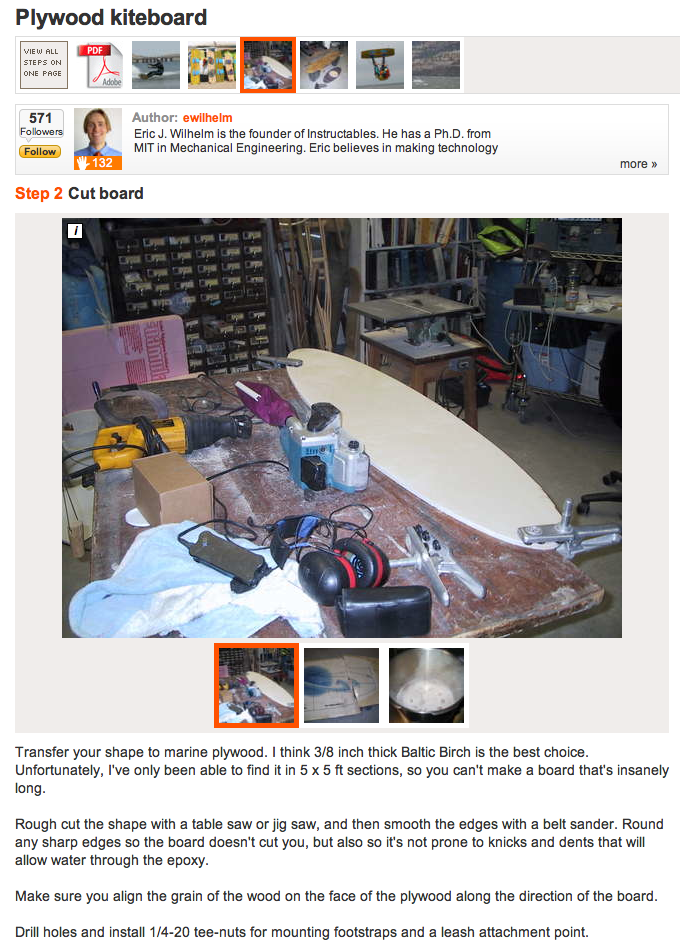 Plywood kiteboard
VIEW ALL
STEPS ON
ONE PAGE
PDF
Adobe
571
Followers
Follow
132
Author: ewilhelm
Eric J. Wilhelm is the founder of Instructables. He has a Ph.D. from
MIT in Mechanical Engineering. Eric believes in making technology
more »
Step 2 Cut board
i
Transfer your shape to marine plywood. I think 3/8 inch thick Baltic Birch is the best choice.
Unfortunately, I've only been able to find it in 5 x 5 ft sections, so you can't make a board that's insanely
long.
Rough cut the shape with a table saw or jig saw, and then smooth the edges with a belt sander. Round
any sharp edges so the board doesn't cut you, but also so it's not prone to knicks and dents that will
allow water through the epoxy.
Make sure you align the grain of the wood on the face of the plywood along the direction of the board.
Drill holes and install 1/4-20 tee-nuts for mounting footstraps and a leash attachment point.